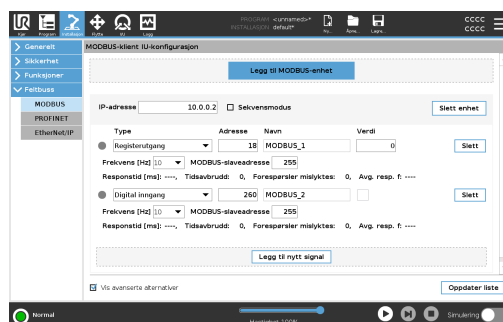 PROGRAM <unnamed>*
INSTALLASJON default*
CCCC
CCCC
Kjør Program Installasjon Flytte I/U Logg Ny... Åpne... Lagre...
Generelt
Sikkerhet
Funksjoner
Feltbuss
MODBUS
PROFINET
EtherNet/IP
MODBUS-klient IU-konfigurasjon
Legg til MODBUS-enhet
IP-adresse 10.0.0.2 Sekvensmodus Slett enhet
Type Adresse Navn Verdi
Registerutgang 18 MODBUS_1 0 Slett
Frekvens [Hz] 10 MODBUS-slaveadresse 255
Responstid [ms]: ----, Tidsavbrudd: 0, Forespørsler mislyktes: 0, Avg. resp. f: ----
Digital inngang 260 MODBUS_2 Slett
Frekvens [Hz] 10 MODBUS-slaveadresse 255
Responstid [ms]: ----, Tidsavbrudd: 0, Forespørsler mislyktes: 0, Avg. resp. f: ----
Legg til nytt signal
Vis avanserte alternativer Oppdater liste
Normal
Hastighet 100%
Simulering